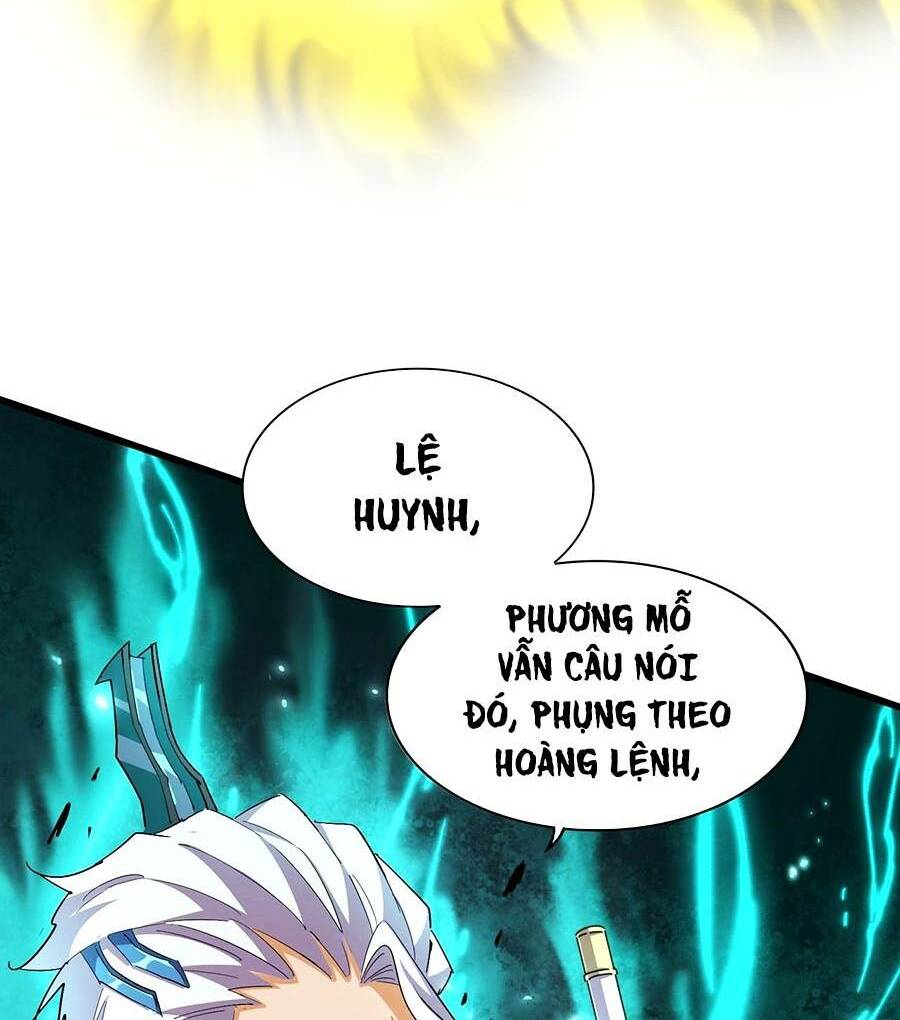 LỆ
HUYNH,
PHƯƠNG MỖ
VẪN CÂU NÓI
ĐÓ, PHỤNG THEO
HOÀNG LỆNH,